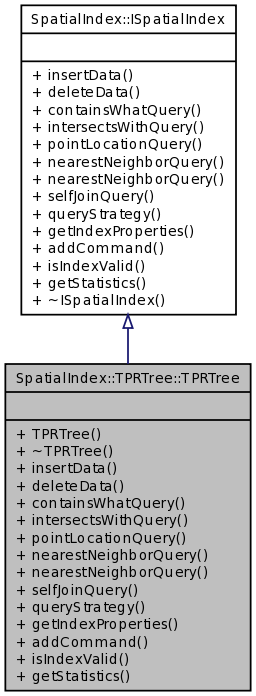 SpatialIndex::ISpatialIndex
+ insertData()
+ deleteData()
+ containsWhatQuery()
+ intersectsWithQuery()
+ pointLocationQuery()
+ nearestNeighborQuery()
+ nearestNeighborQuery()
+ selfJoinQuery()
+ queryStrategy()
+ getIndexProperties()
+ addCommand()
+ isIndexValid()
+ getStatistics()
+ ~ISpatialIndex()
SpatialIndex::TPRTree::TPRTree
+ TPRTree()
+ ~TPRTree()
+ insertData()
+ deleteData()
+ containsWhatQuery()
+ intersectsWithQuery()
+ pointLocationQuery()
+ nearestNeighborQuery()
+ nearestNeighborQuery()
+ selfJoinQuery()
+ queryStrategy()
+ getIndexProperties()
+ addCommand()
+ isIndexValid()
+ getStatistics()